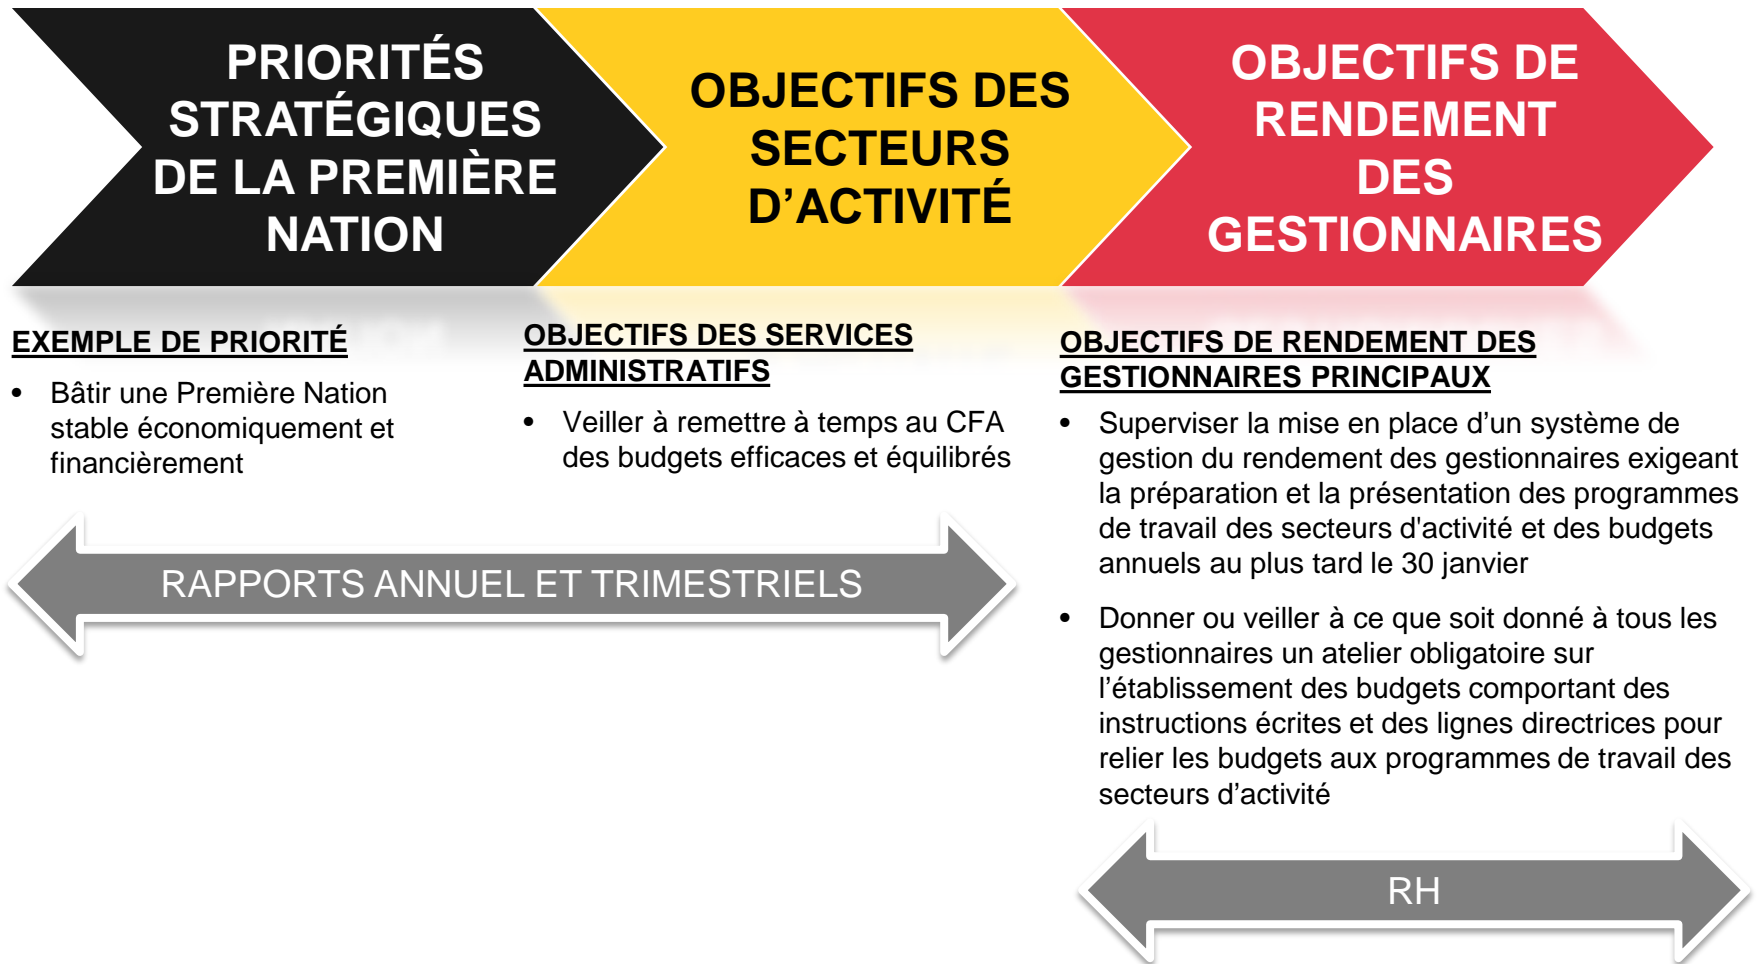 PRIORITÉS
STRATÉGIQUES
DE LA PREMIÈRE
NATION
OBJECTIFS DES
SECTEURS
D’ACTIVITÉ
OBJECTIFS DE
RENDEMENT
DES
GESTIONNAIRES
EXEMPLE DE PRIORITÉ
• Bâtir une Première Nation
stable économiquement et
financièrement
OBJECTIFS DES SERVICES
ADMINISTRATIFS
• Veiller à remettre à temps au CFA
des budgets efficaces et équilibrés
RAPPORTS ANNUEL ET TRIMESTRIELS
OBJECTIFS DE RENDEMENT DES
GESTIONNAIRES PRINCIPAUX
• Superviser la mise en place d’un système de
gestion du rendement des gestionnaires exigeant
la préparation et la présentation des programmes
de travail des secteurs d'activité et des budgets
annuels au plus tard le 30 janvier
• Donner ou veiller à ce que soit donné à tous les
gestionnaires un atelier obligatoire sur
l’établissement des budgets comportant des
instructions écrites et des lignes directrices pour
relier les budgets aux programmes de travail des
secteurs d’activité
RH